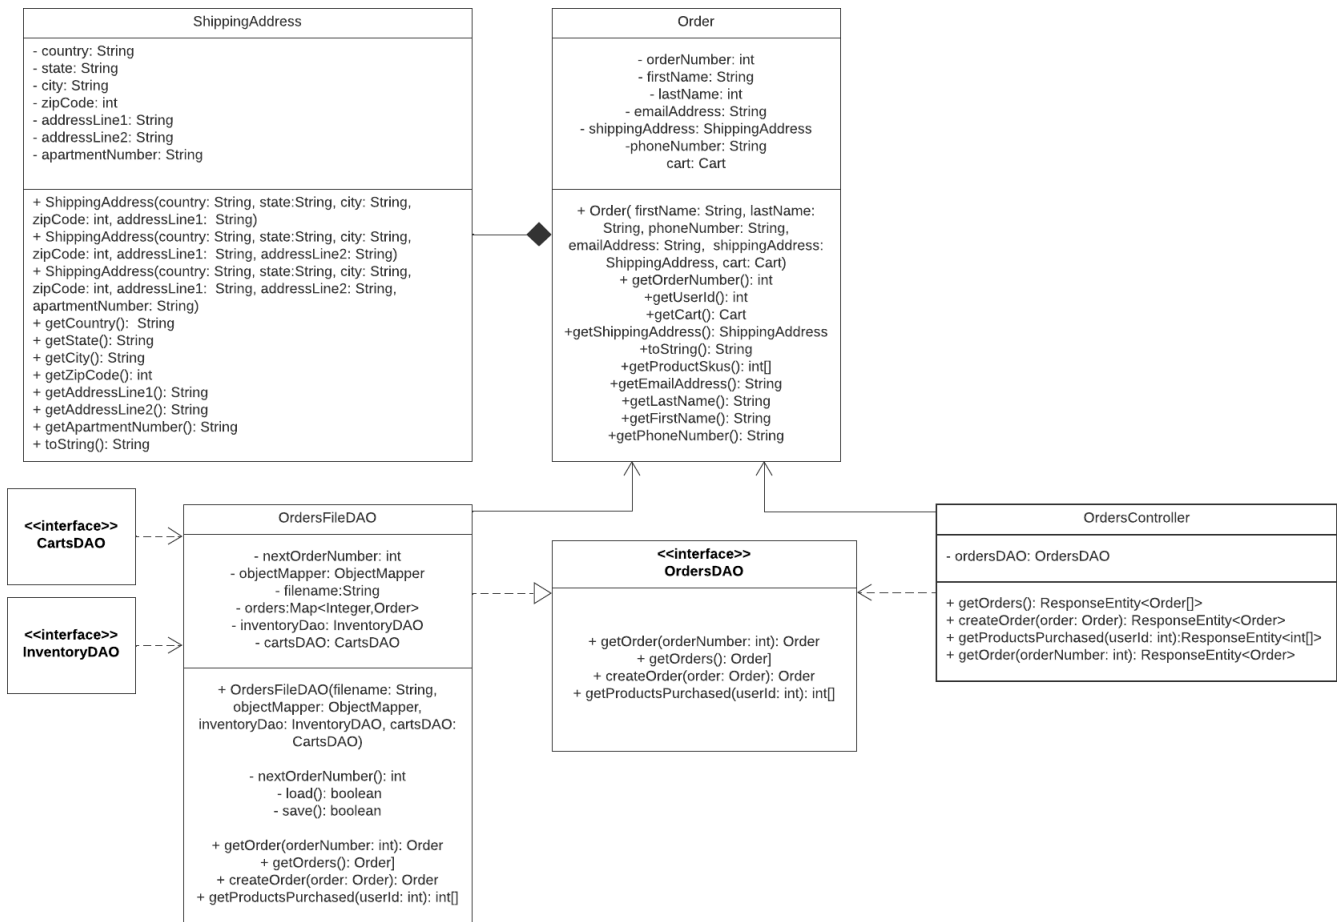 ShippingAddress
- country: String
- state: String
- city: String
- zipCode: int
- addressLine1: String
- addressLine2: String
- apartmentNumber: String
+ ShippingAddress(country: String, state:String, city: String,
zipCode: int, addressLine1:  String)
+ ShippingAddress(country: String, state:String, city: String,
zipCode: int, addressLine1:  String, addressLine2: String)
+ ShippingAddress(country: String, state:String, city: String,
zipCode: int, addressLine1:  String, addressLine2: String,
apartmentNumber: String)
+ getCountry():  String
+ getState(): String
+ getCity(): String
+ getZipCode(): int
+ getAddressLine1(): String
+ getAddressLine2(): String
+ getApartmentNumber(): String
+ toString(): String
Order
- orderNumber: int
- firstName: String
- lastName: int
- emailAddress: String
- shippingAddress: ShippingAddress
-phoneNumber: String
cart: Cart
+ Order( firstName: String, lastName:
String, phoneNumber: String,
emailAddress: String,  shippingAddress:
ShippingAddress, cart: Cart)
+ getOrderNumber(): int
+getUserId(): int
+getCart(): Cart
+getShippingAddress(): ShippingAddress
+toString(): String
+getProductSkus(): int[]
+getEmailAddress(): String
+getLastName(): String
+getFirstName(): String
+getPhoneNumber(): String
<<interface>>
CartsDAO
<<interface>>
InventoryDAO
OrdersFileDAO
- nextOrderNumber: int
- objectMapper: ObjectMapper
- filename:String
- orders:Map<Integer,Order>
- inventoryDao: InventoryDAO
- cartsDAO: CartsDAO
+ OrdersFileDAO(filename: String,
objectMapper: ObjectMapper,
inventoryDao: InventoryDAO, cartsDAO:
CartsDAO)
- nextOrderNumber(): int
- load(): boolean
- save(): boolean
+ getOrder(orderNumber: int): Order
+ getOrders(): Order]
+ createOrder(order: Order): Order
+ getProductsPurchased(userId: int): int[]
<<interface>>
OrdersDAO
+ getOrder(orderNumber: int): Order
+ getOrders(): Order]
+ createOrder(order: Order): Order
+ getProductsPurchased(userId: int): int[]
OrdersController
- ordersDAO: OrdersDAO
+ getOrders(): ResponseEntity<Order[]>
+ createOrder(order: Order): ResponseEntity<Order>
+ getProductsPurchased(userId: int):ResponseEntity<int[]>
+ getOrder(orderNumber: int): ResponseEntity<Order>